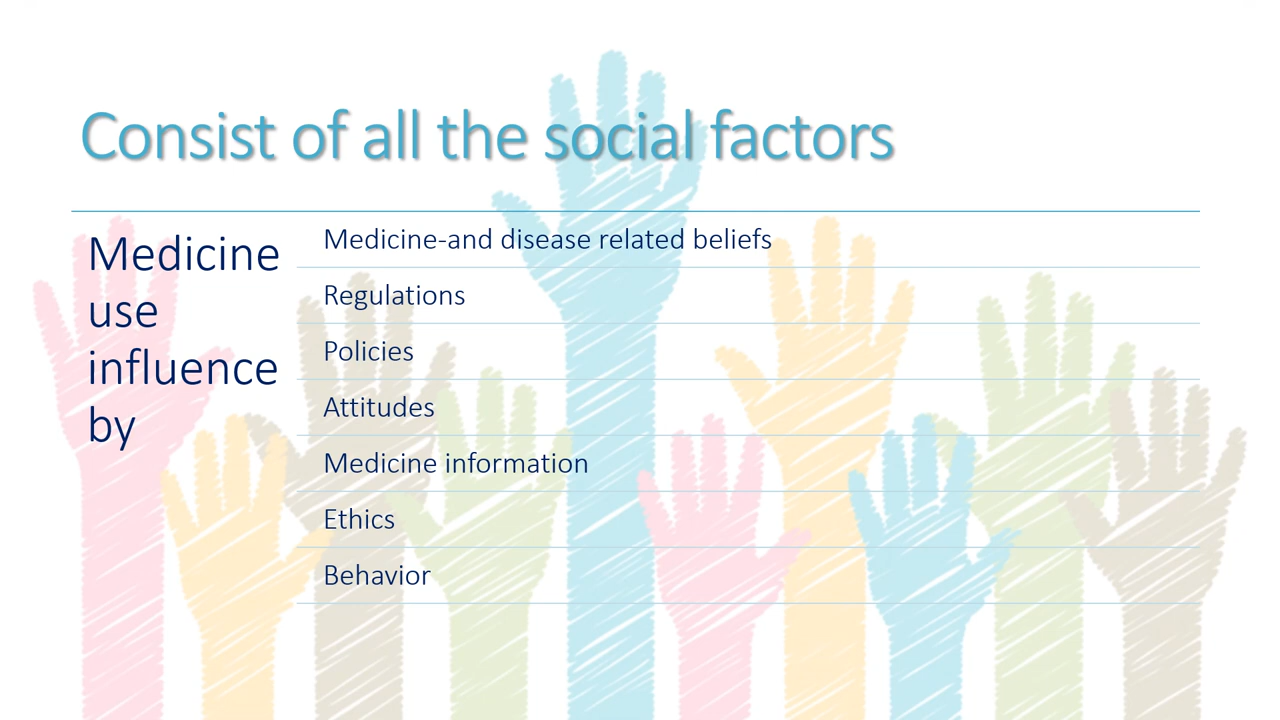 Consist of all the social factors
Medicine
use
influence
by
Medicine-and disease related beliefs
Regulations
Policies
Attitudes
Medicine information
Ethics
Behavior